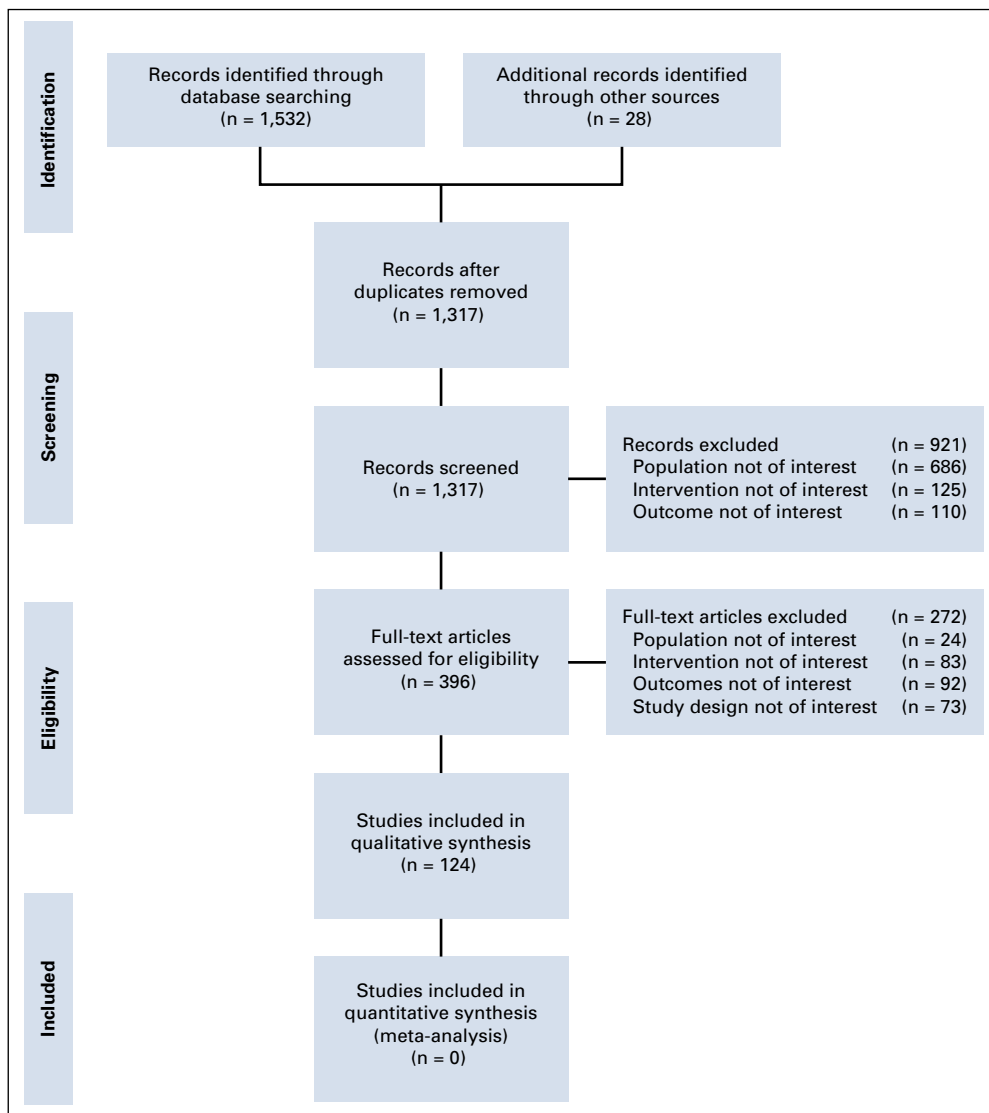 Identification
Records identified through
database searching
(n = 1,532)
Additional records identified
through other sources
(n = 28)
Records after
duplicates removed
(n = 1,317)
Screening
Records screened
(n = 1,317)
Records excluded (n = 921)
Population not of interest (n = 686)
Intervention not of interest (n = 125)
Outcome not of interest (n = 110)
Eligibility
Full-text articles
assessed for eligibility
(n = 396)
Full-text articles excluded (n = 272)
Population not of interest (n = 24)
Intervention not of interest (n = 83)
Outcomes not of interest (n = 92)
Study design not of interest (n = 73)
Studies included in
qualitative synthesis
(n = 124)
Included
Studies included in
quantitative synthesis
(meta-analysis)
(n = 0)